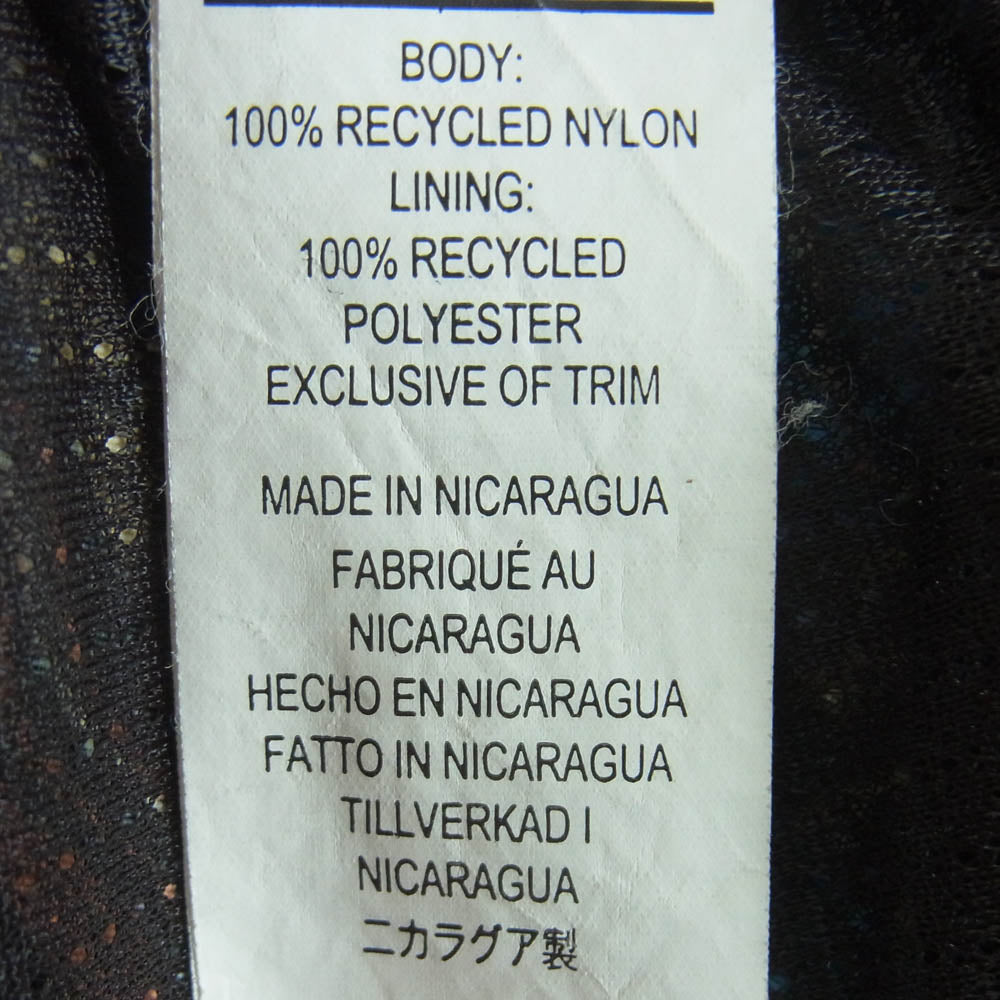 BODY:
100% RECYCLED NYLON
LINING:
100% RECYCLED
POLYESTER
EXCLUSIVE OF TRIM
MADE IN NICARAGUA
FABRIQUÉ AU
NICARAGUA
HECHO EN NICARAGUA
FATTO IN NICARAGUA
TILLVERKAD I
NICARAGUA
ニカラグア製